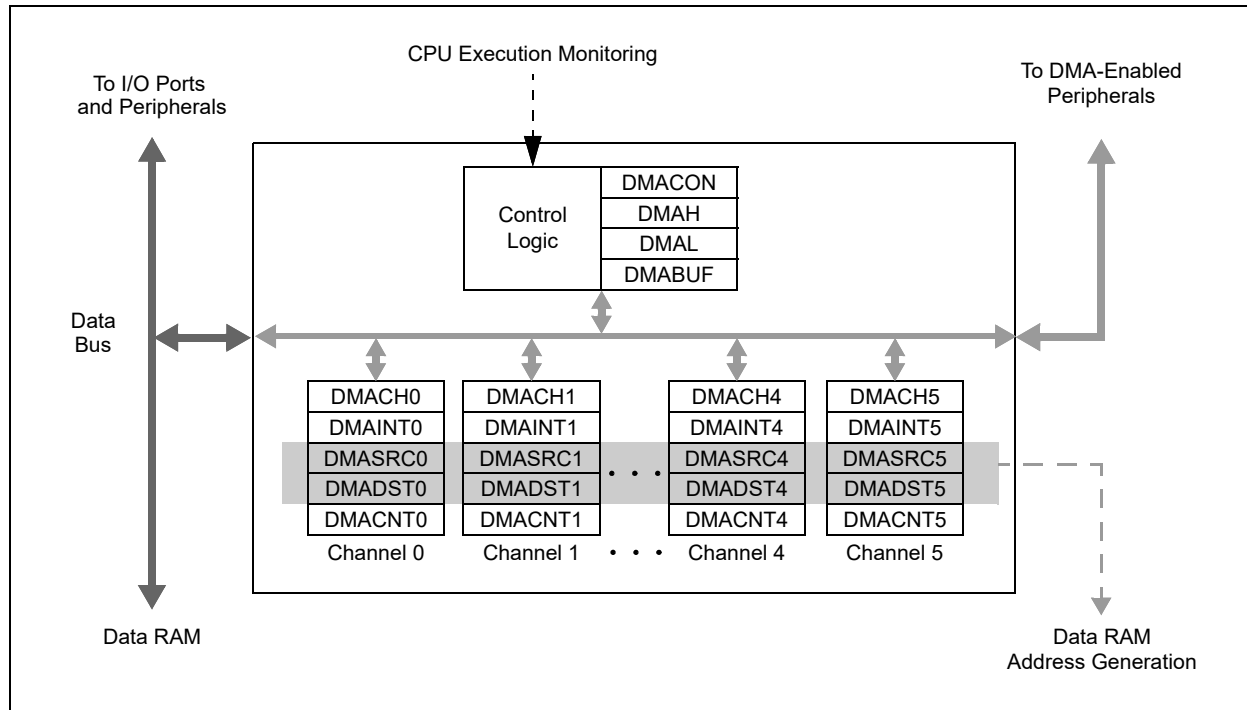 CPU Execution Monitoring
To I/O Ports
and Peripherals
To DMA-Enabled
Peripherals
Control
Logic
DMACON
DMAH
DMAL
DMABUF
Data
Bus
DMACH0
DMAINT0
DMASRC0
DMADST0
DMACNT0
Channel 0
DMACH1
DMAINT1
DMASRC1
DMADST1
DMACNT1
Channel 1
. . .
. . .
DMACH4
DMAINT4
DMASRC4
DMADST4
DMACNT4
Channel 4
DMACH5
DMAINT5
DMASRC5
DMADST5
DMACNT5
Channel 5
Data RAM
Data RAM
Address Generation